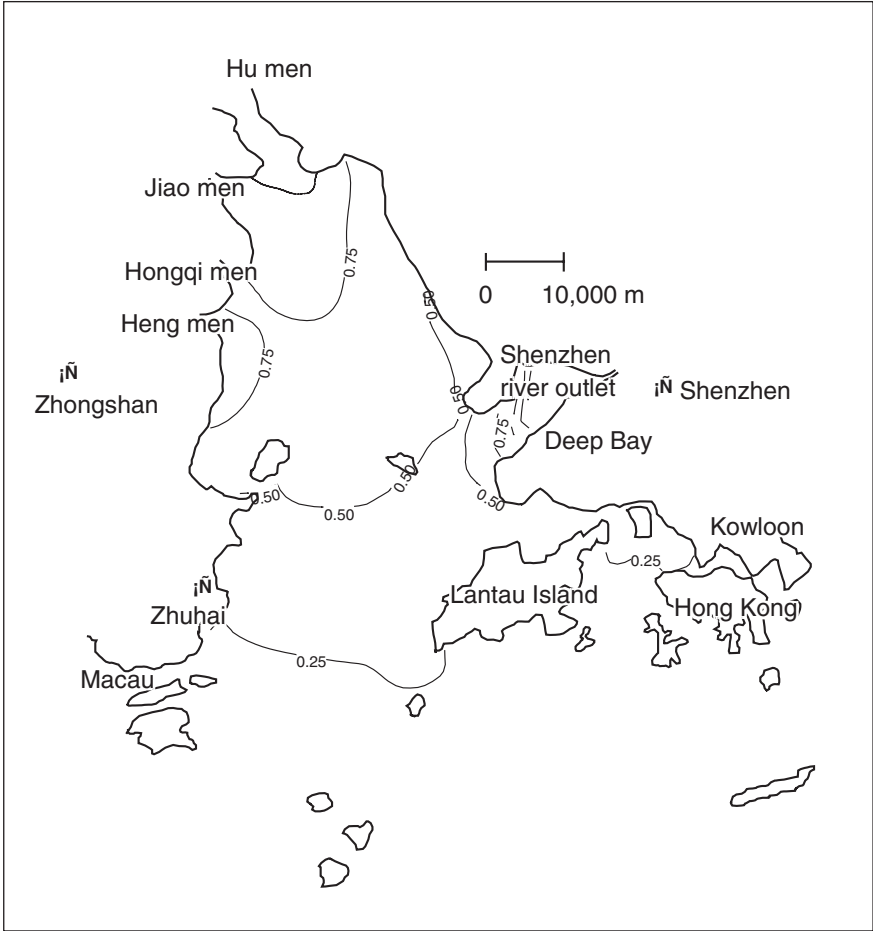 Hu men
Jiao men
0.75
Hongqi men
0 10,000 m
0.50
Heng men
Shenzhen
0.75
river outlet
¡Ñ
¡Ñ Shenzhen
Zhongshan
0.50
0.75
Deep Bay
0.50
0.50
0.50
0.50
Kowloon
0.25
¡Ñ
Lantau Island
Hong Kong
Zhuhai
0.25
Macau